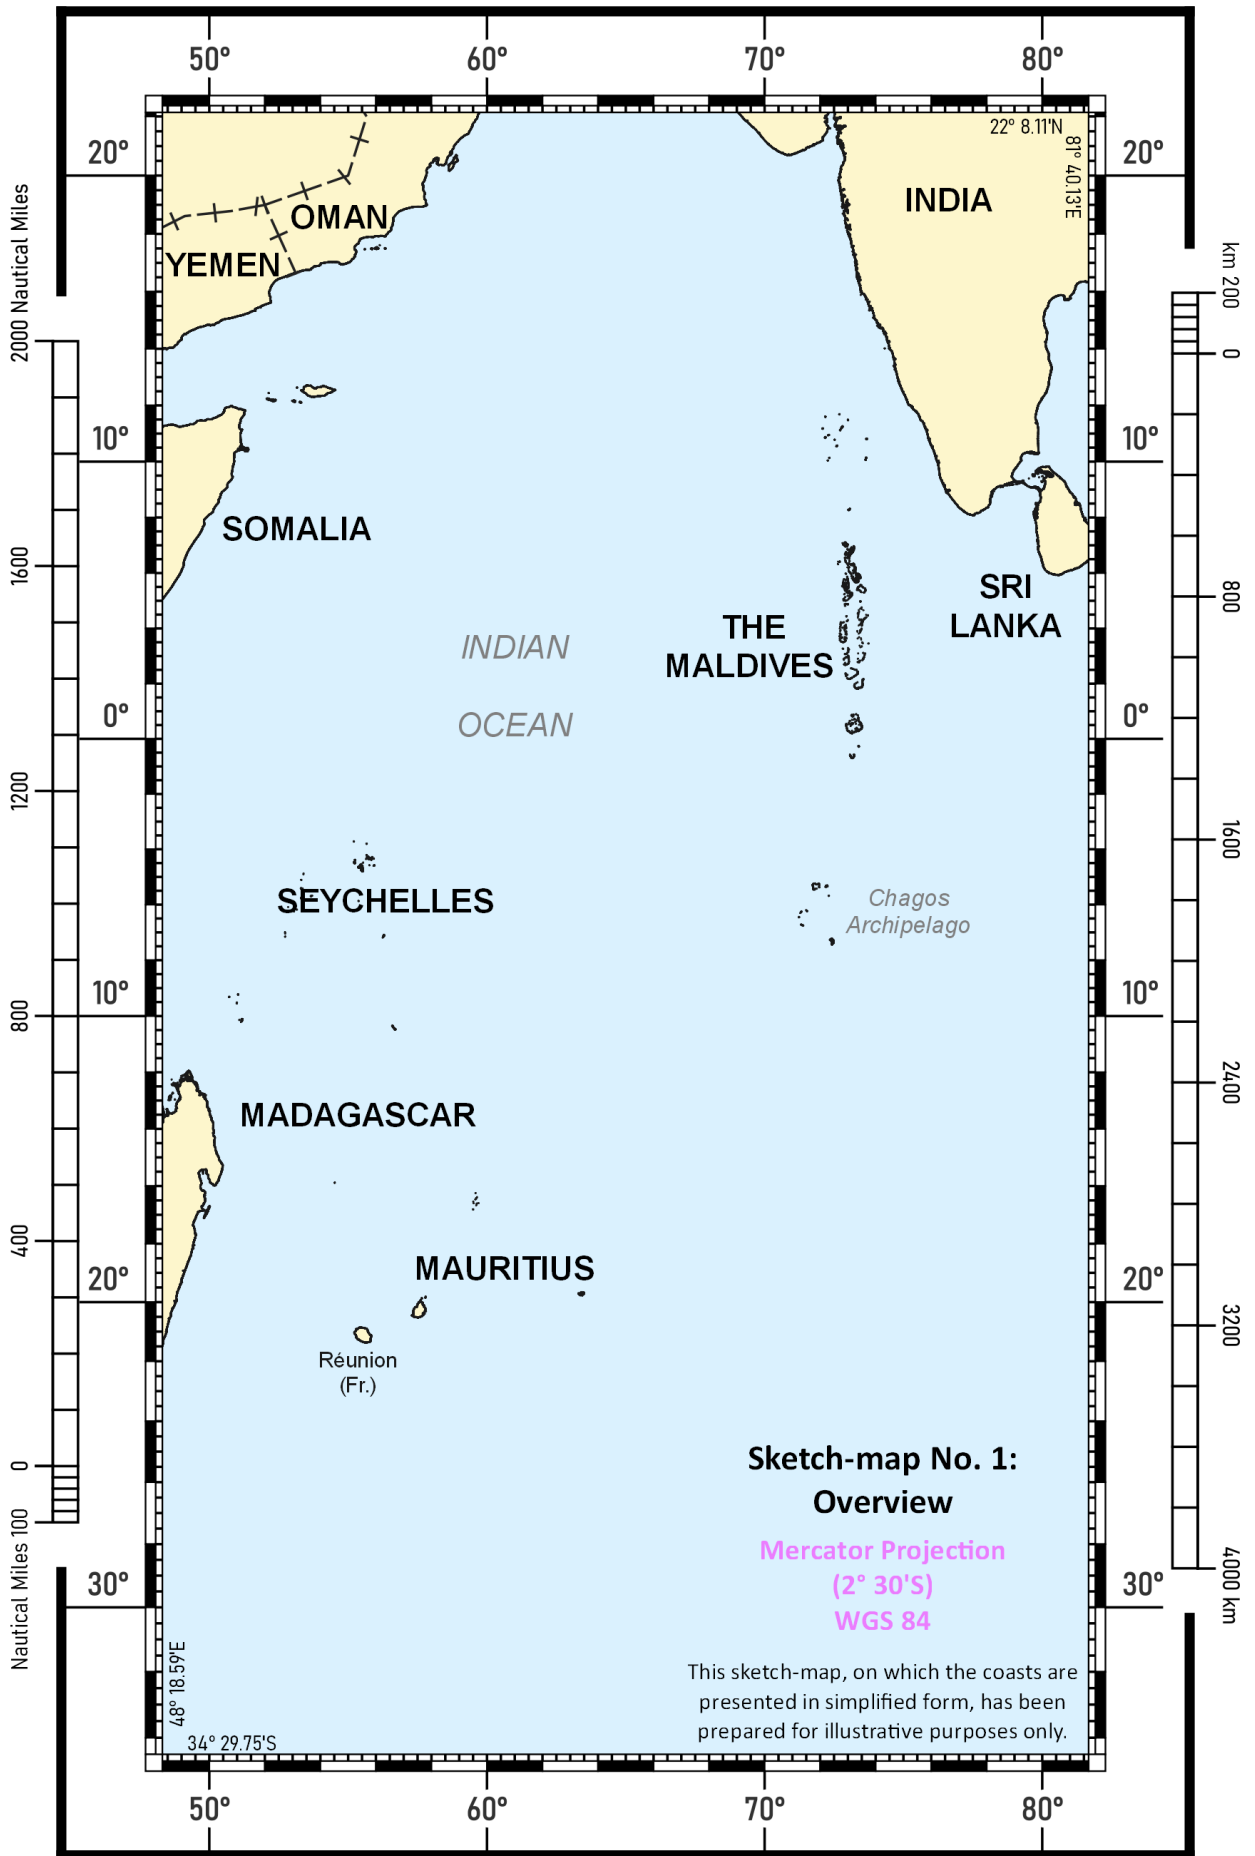 50°
60°
70°
80°
22° 8.11'N
81° 40.13'E
20°
20°
INDIA
OMAN
YEMEN
2000 Nautical Miles
km 200
0
10°
10°
SOMALIA
1600
SRI
LANKA
800
THE
MALDIVES
INDIAN
OCEAN
0°
0°
1200
1600
SEYCHELLES
Chagos
Archipelago
800
10°
10°
2400
MADAGASCAR
400
MAURITIUS
20°
20°
3200
Réunion
(Fr.)
Sketch-map No. 1:
Overview
0
Mercator Projection
(2° 30'S)
WGS 84
Nautical Miles 100
4000 km
30°
30°
48° 18.59'E
34° 29.75'S
This sketch-map, on which the coasts are
presented in simplified form, has been
prepared for illustrative purposes only.
50°
60°
70°
80°